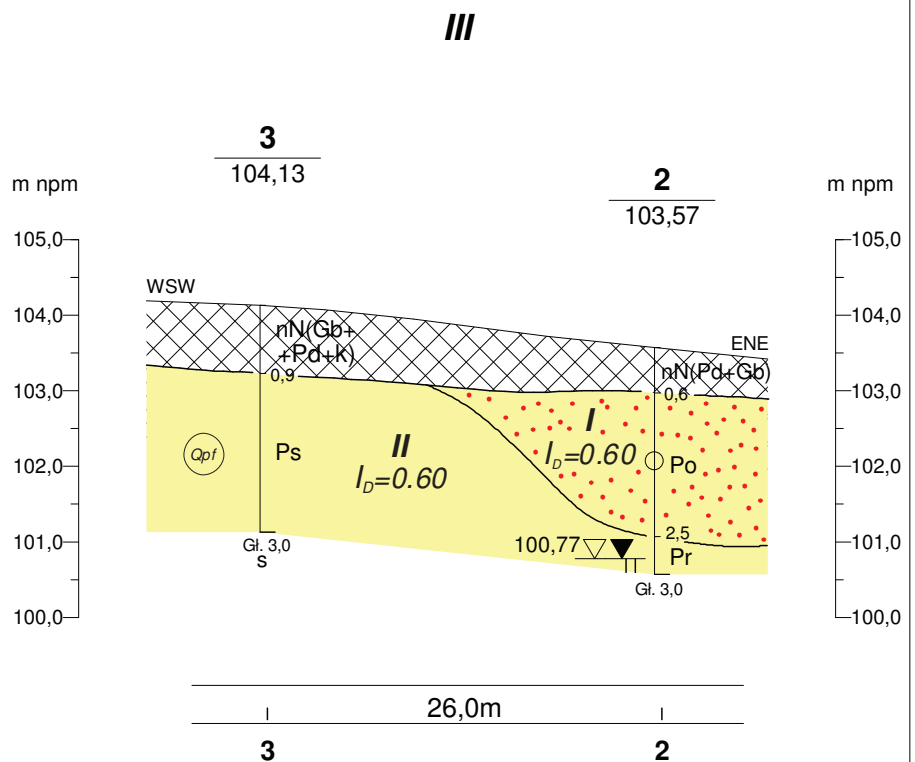 III
3
104,13
2
103,57
m npm
m npm
105,0
105,0
WSW
104,0
104,0
nN(Gb+
+Pd+k)
ENE
nN(Pd+Gb)
103,0
0,9
0,6
103,0
I
II
Qpf
Ps
I_D=0.60
Po
102,0
I_D=0.60
102,0
2,5
101,0
Gł. 3,0
s
100,77
Pr
101,0
Gł. 3,0
100,0
100,0
26,0m
3
2